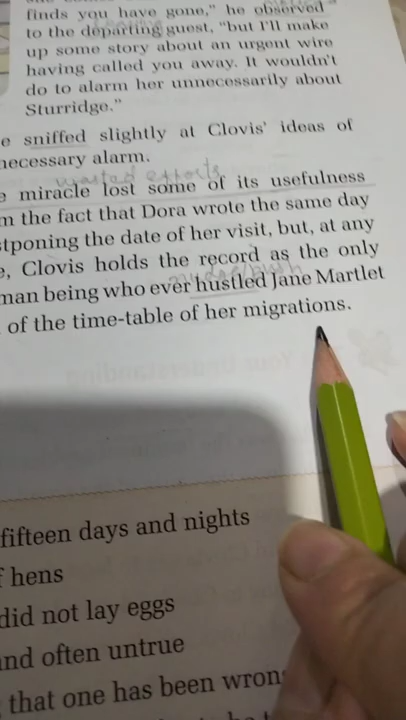 finds you have gone," he observed
to the departing guest, "but I'll make
up some story about an urgent wire
having called you away. It wouldn't
do to alarm her unnecessarily about
Sturridge."
e sniffed slightly at Clovis' ideas of
necessary alarm.
wasted efforts
e miracle lost some of its usefulness
m the fact that Dora wrote the same day
tponing the date of her visit, but, at any
e, Clovis holds the record as the only
man being who ever hustled Jane Martlet
of the time-table of her migrations.
fifteen days and nights
f hens
did not lay eggs
and often untrue
that one has been wron